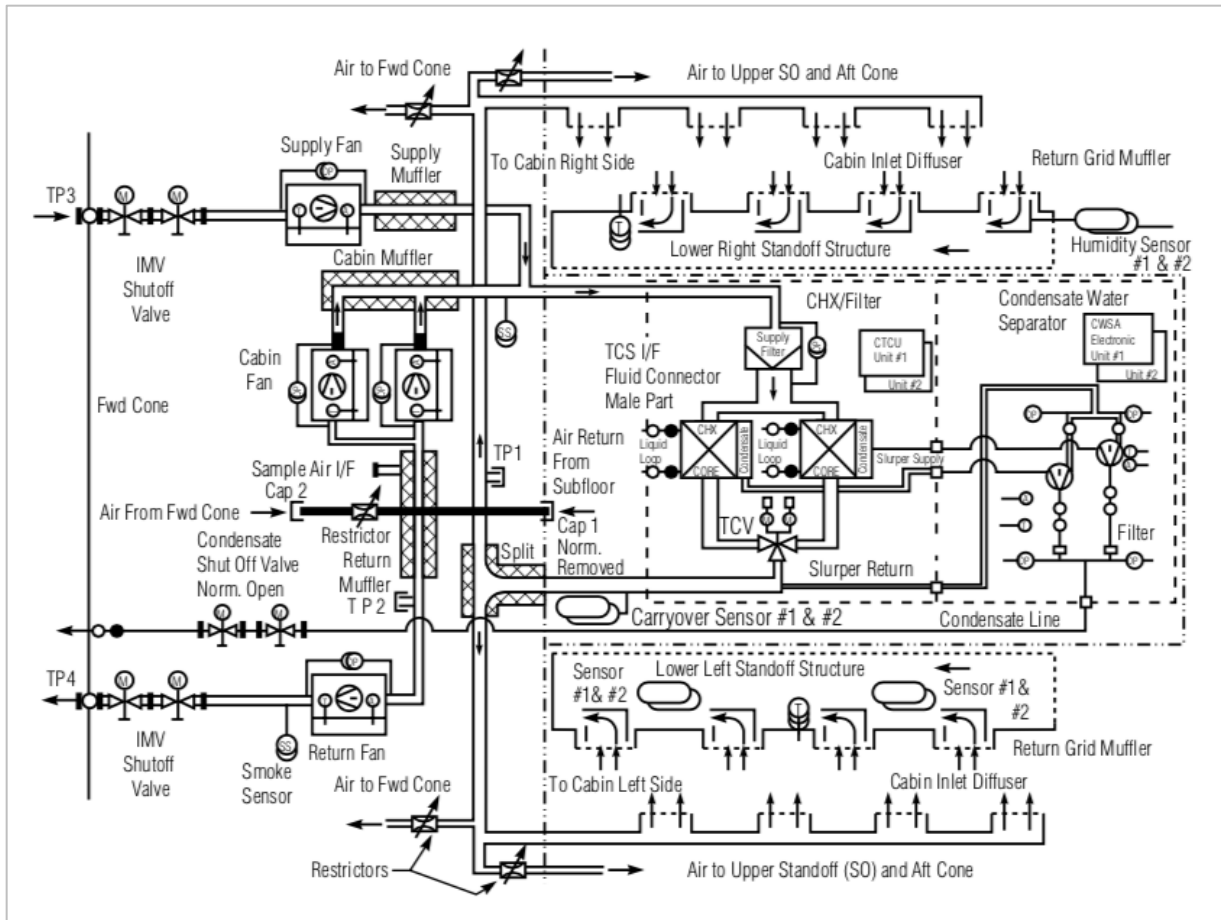 Air to Fwd Cone
Air to Upper SO and Aft Cone
Supply Fan
Supply
Muffler
DP
To Cabin Right Side
Cabin Inlet Diffuser
Return Grid Muffler
TP3
M
M
T
Lower Right Standoff Structure
Humidity Sensor
#1 & #2
IMV
Shutoff
Valve
Cabin Muffler
CHX/Filter
Condensate Water
Separator
SS
Supply
Filter
CTCU
Unit #1
Unit #2
CWSA
Electronic
Unit #1
Unit #2
TCS I/F
Fluid Connector
Male Part
Cabin
Fan
Fwd Cone
DP
DP
CHX
CORE
Condensate
Liquid
Loop
CHX
CORE
Condensate
Liquid
Loop
Slurper Supply
Sample Air I/F
Cap 2
TP1
Air Return
From
Subfloor
Air From Fwd Cone
Restrictor
Return
Muffler
TP2
Cap 1
Norm.
Removed
TCV
M
M
Filter
Condensate
Shut Off Valve
Norm. Open
Split
Slurper Return
DP
DP
M
M
Carryover Sensor #1 & #2
Condensate Line
TP4
M
M
DP
Sensor
#1& #2
Lower Left Standoff Structure
Sensor #1&
#2
T
IMV
Shutoff
Valve
SS
Smoke
Sensor
Return Fan
Return Grid Muffler
Air to Fwd Cone
To Cabin Left Side
Cabin Inlet Diffuser
Restrictors
Air to Upper Standoff (SO) and Aft Cone